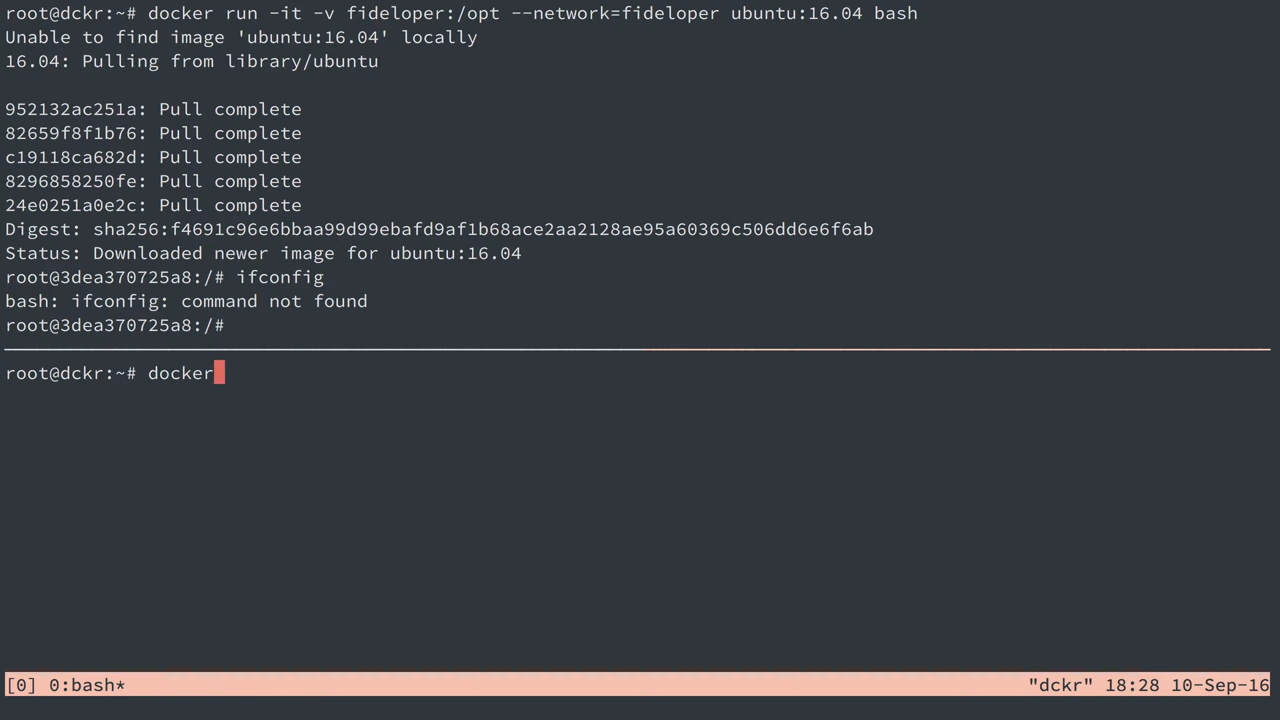 root@dckr:~# docker run -it -v fideloper:/opt --network=fideloper ubuntu:16.04 bash
Unable to find image 'ubuntu:16.04' locally
16.04: Pulling from library/ubuntu
952132ac251a: Pull complete
82659f8f1b76: Pull complete
c19118ca682d: Pull complete
8296858250fe: Pull complete
24e0251a0e2c: Pull complete
Digest: sha256:f4691c96e6bbaa99d99ebafd9af1b68ace2aa2128ae95a60369c506dd6e6f6ab
Status: Downloaded newer image for ubuntu:16.04
root@3dea370725a8:/# ifconfig
bash: ifconfig: command not found
root@3dea370725a8:/#
root@dckr:~# docker
[0] 0:bash* "dckr" 18:28 10-Sep-16